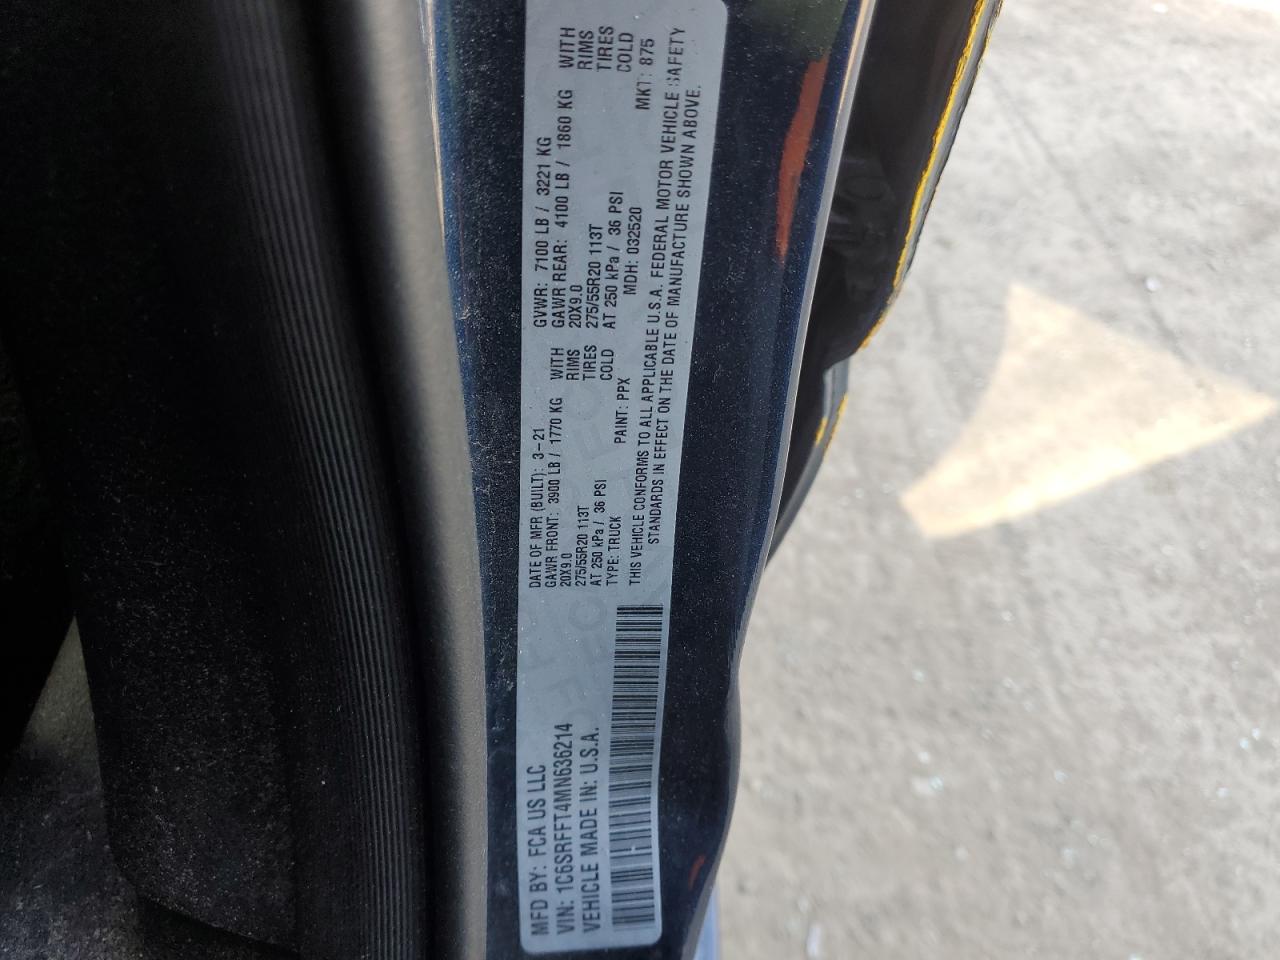 MFD BY: FCA US LLC
VIN: 1C6SRFFT4MN636214
VEHICLE MADE IN: U.S.A.
DATE OF MFR (BUILT): 3-21
GAWR FRONT: 3900 LB / 1770 KG WITH
20X9.0 RIMS
275/55R20 113T TIRES
AT 250 kPa / 36 PSI COLD
TYPE: TRUCK PAINT: PPX
GVWR: 7100 LB / 3221 KG
GAWR REAR: 4100 LB / 1860 KG WITH
20X9.0 RIMS
275/55R20 113T TIRES
AT 250 kPa / 36 PSI COLD
MDH: 032520 MKT: 875
THIS VEHICLE CONFORMS TO ALL APPLICABLE U.S.A. FEDERAL MOTOR VEHICLE SAFETY
STANDARDS IN EFFECT ON THE DATE OF MANUFACTURE SHOWN ABOVE.